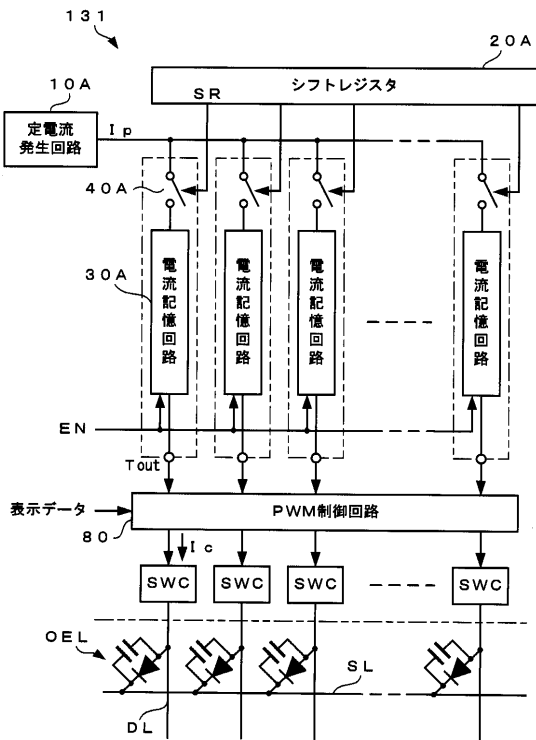 １３１
２０Ａ
シフトレジスタ
ＳＲ
１０Ａ
定電流
発生回路
Ｉｐ
４０Ａ
３０Ａ
電流記憶回路
電流記憶回路
電流記憶回路
電流記憶回路
ＥＮ
Ｔout
表示データ
ＰＷＭ制御回路
８０
Ｉｃ
ＳＷＣ
ＳＷＣ
ＳＷＣ
ＳＷＣ
ＯＥＬ
ＳＬ
ＤＬ